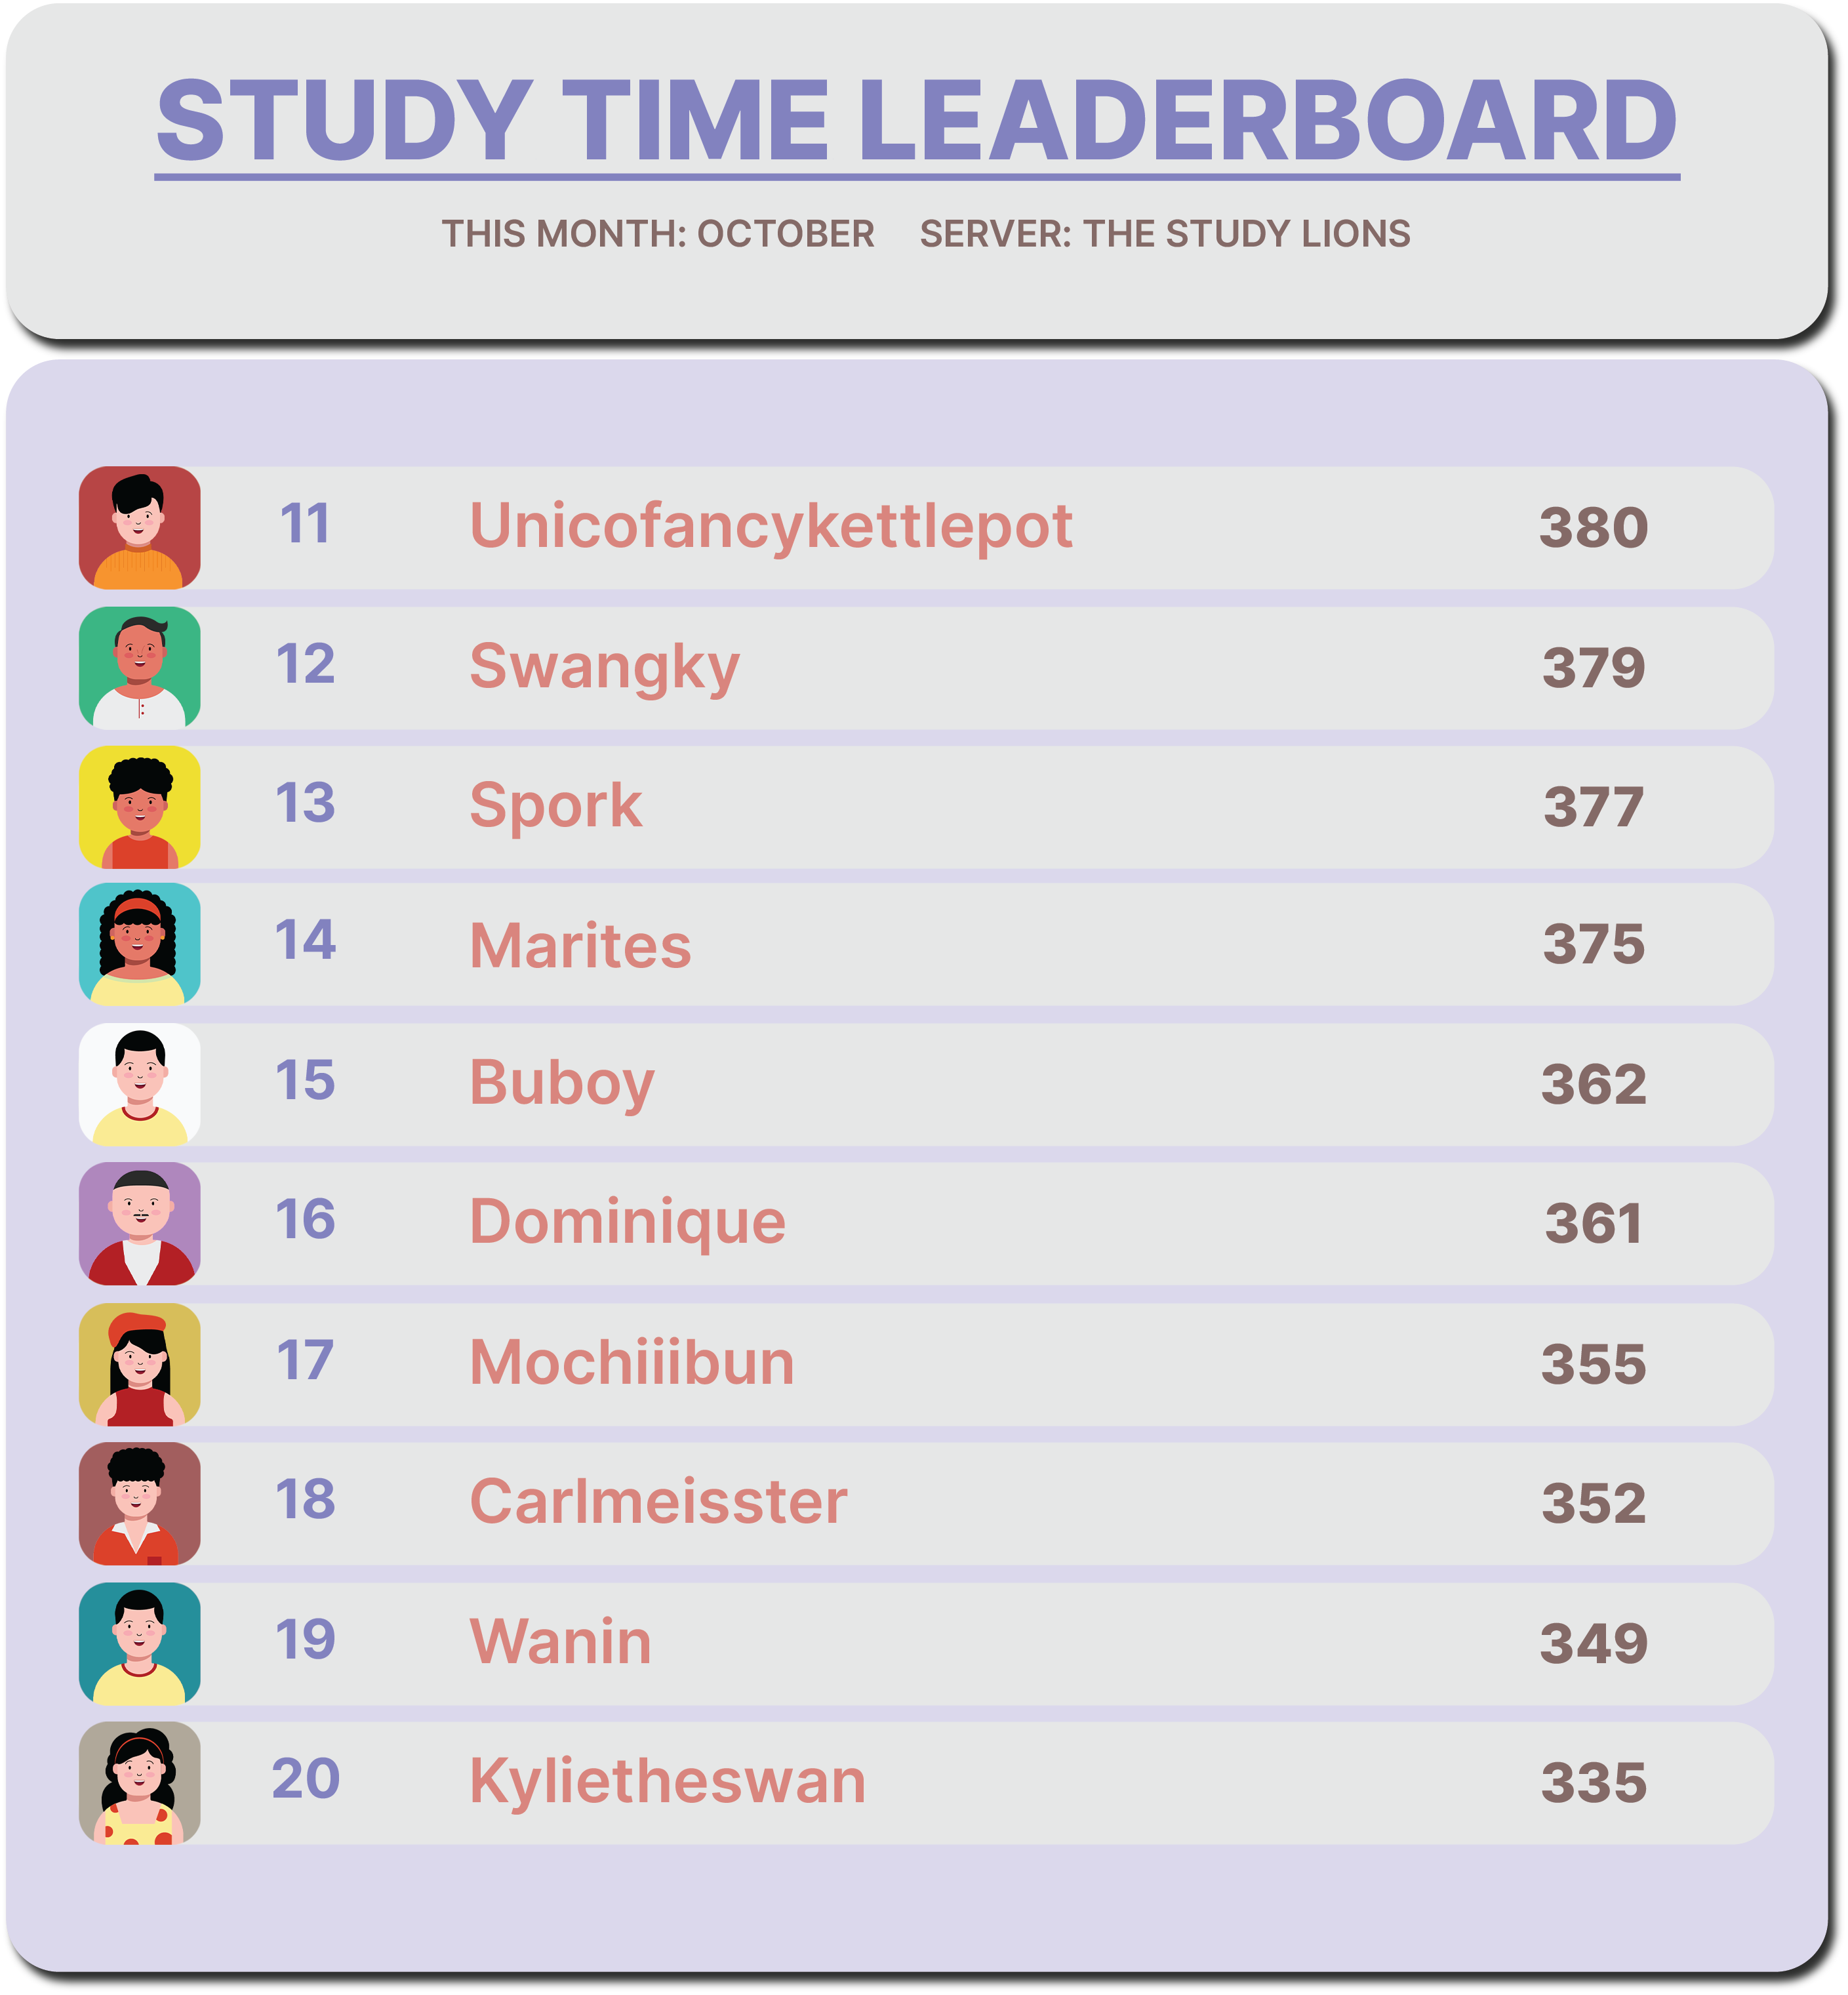 STUDY TIME LEADERBOARD
THIS MONTH: OCTOBER SERVER: THE STUDY LIONS
11 Unicofancykettlepot 380
12 Swangky 379
13 Spork 377
14 Marites 375
15 Buboy 362
16 Dominique 361
17 Mochiiibun 355
18 Carlmeisster 352
19 Wanin 349
20 Kylietheswan 335